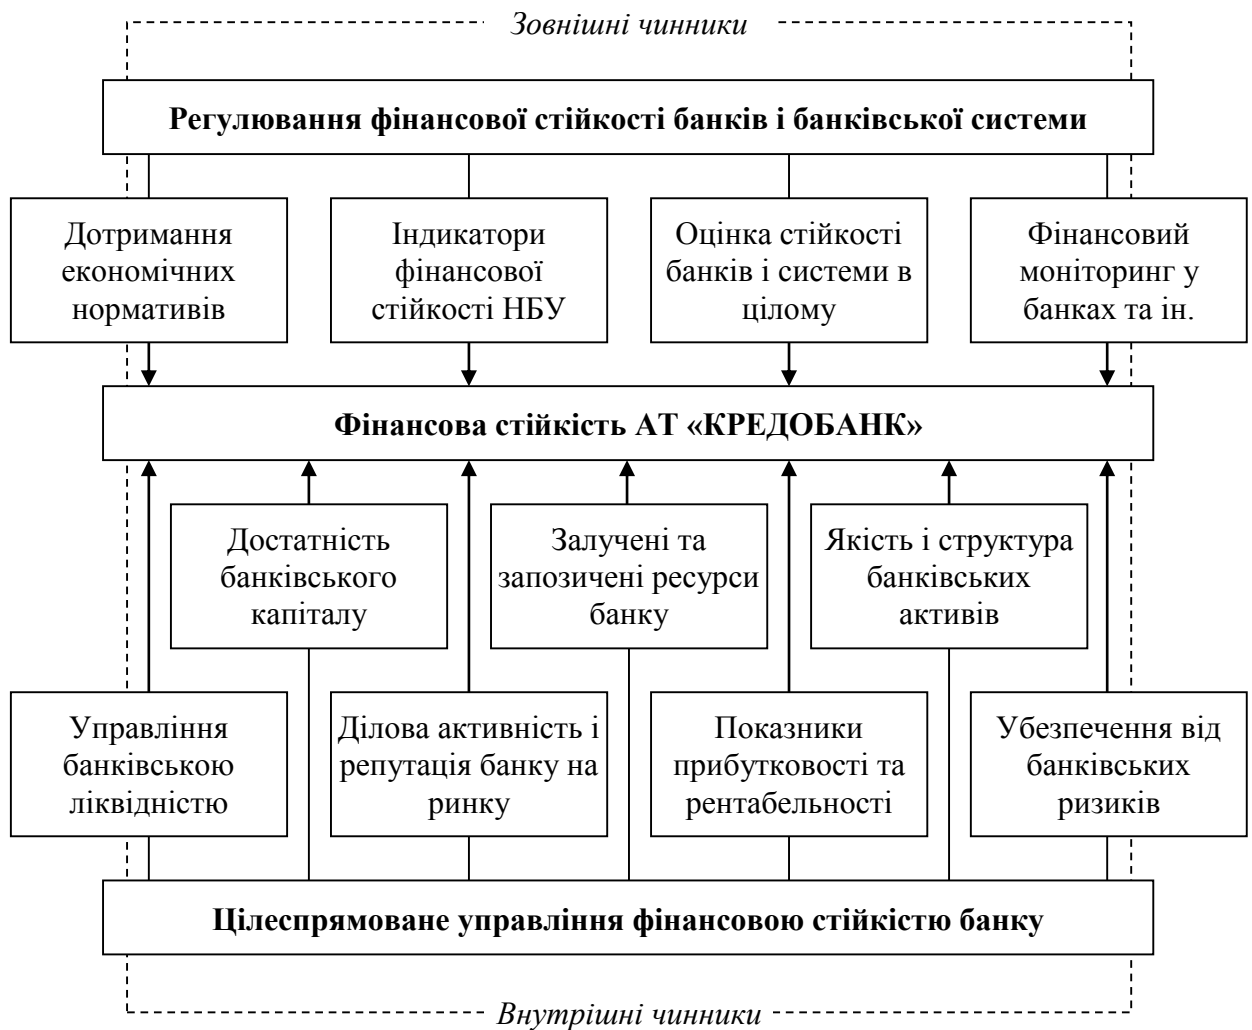 Зовнішні чинники
Регулювання фінансової стійкості банків і банківської системи
Дотримання
економічних
нормативів
Індикатори
фінансової
стійкості НБУ
Оцінка стійкості
банків і системи в
цілому
Фінансовий
моніторинг у
банках та ін.
Фінансова стійкість АТ «КРЕДОБАНК»
Достатність
банківського
капіталу
Залучені та
запозичені ресурси
банку
Якість і структура
банківських
активів
Управління
банківською
ліквідністю
Ділова активність і
репутація банку на
ринку
Показники
прибутковості та
рентабельності
Убезпечення від
банківських
ризиків
Цілеспрямоване управління фінансовою стійкістю банку
Внутрішні чинники